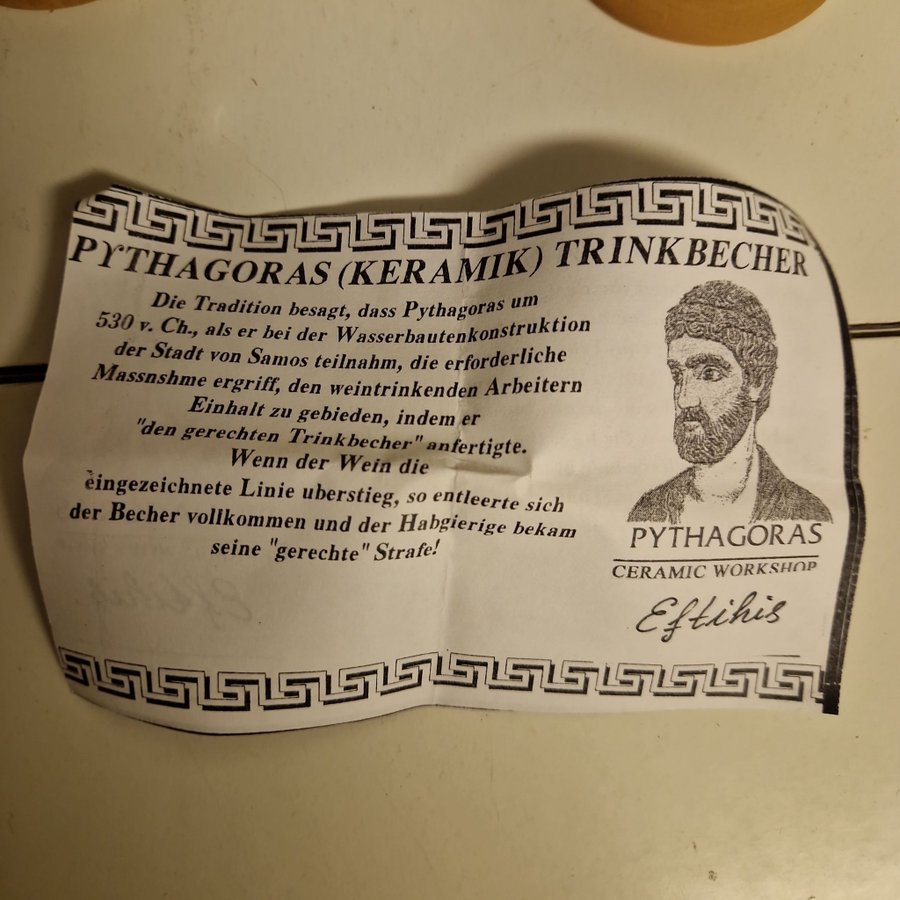 PYTHAGORAS (KERAMIK) TRINKBECHER
Die Tradition besagt, dass Pythagoras um
530 v. Ch., als er bei der Wasserbautenkonstruktion
der Stadt von Samos teilnahm, die erforderliche
Massnshme ergriff, den weintrinkenden Arbeitern
Einhalt zu gebieden, indem er
"den gerechten Trinkbecher" anfertigte.
Wenn der Wein die
eingezeichnete Linie uberstieg, so entleerte sich
der Becher vollkommen und der Habgierige bekam
seine "gerechte" Strafe!
PYTHAGORAS
CERAMIC WORKSHOP
Eftihis